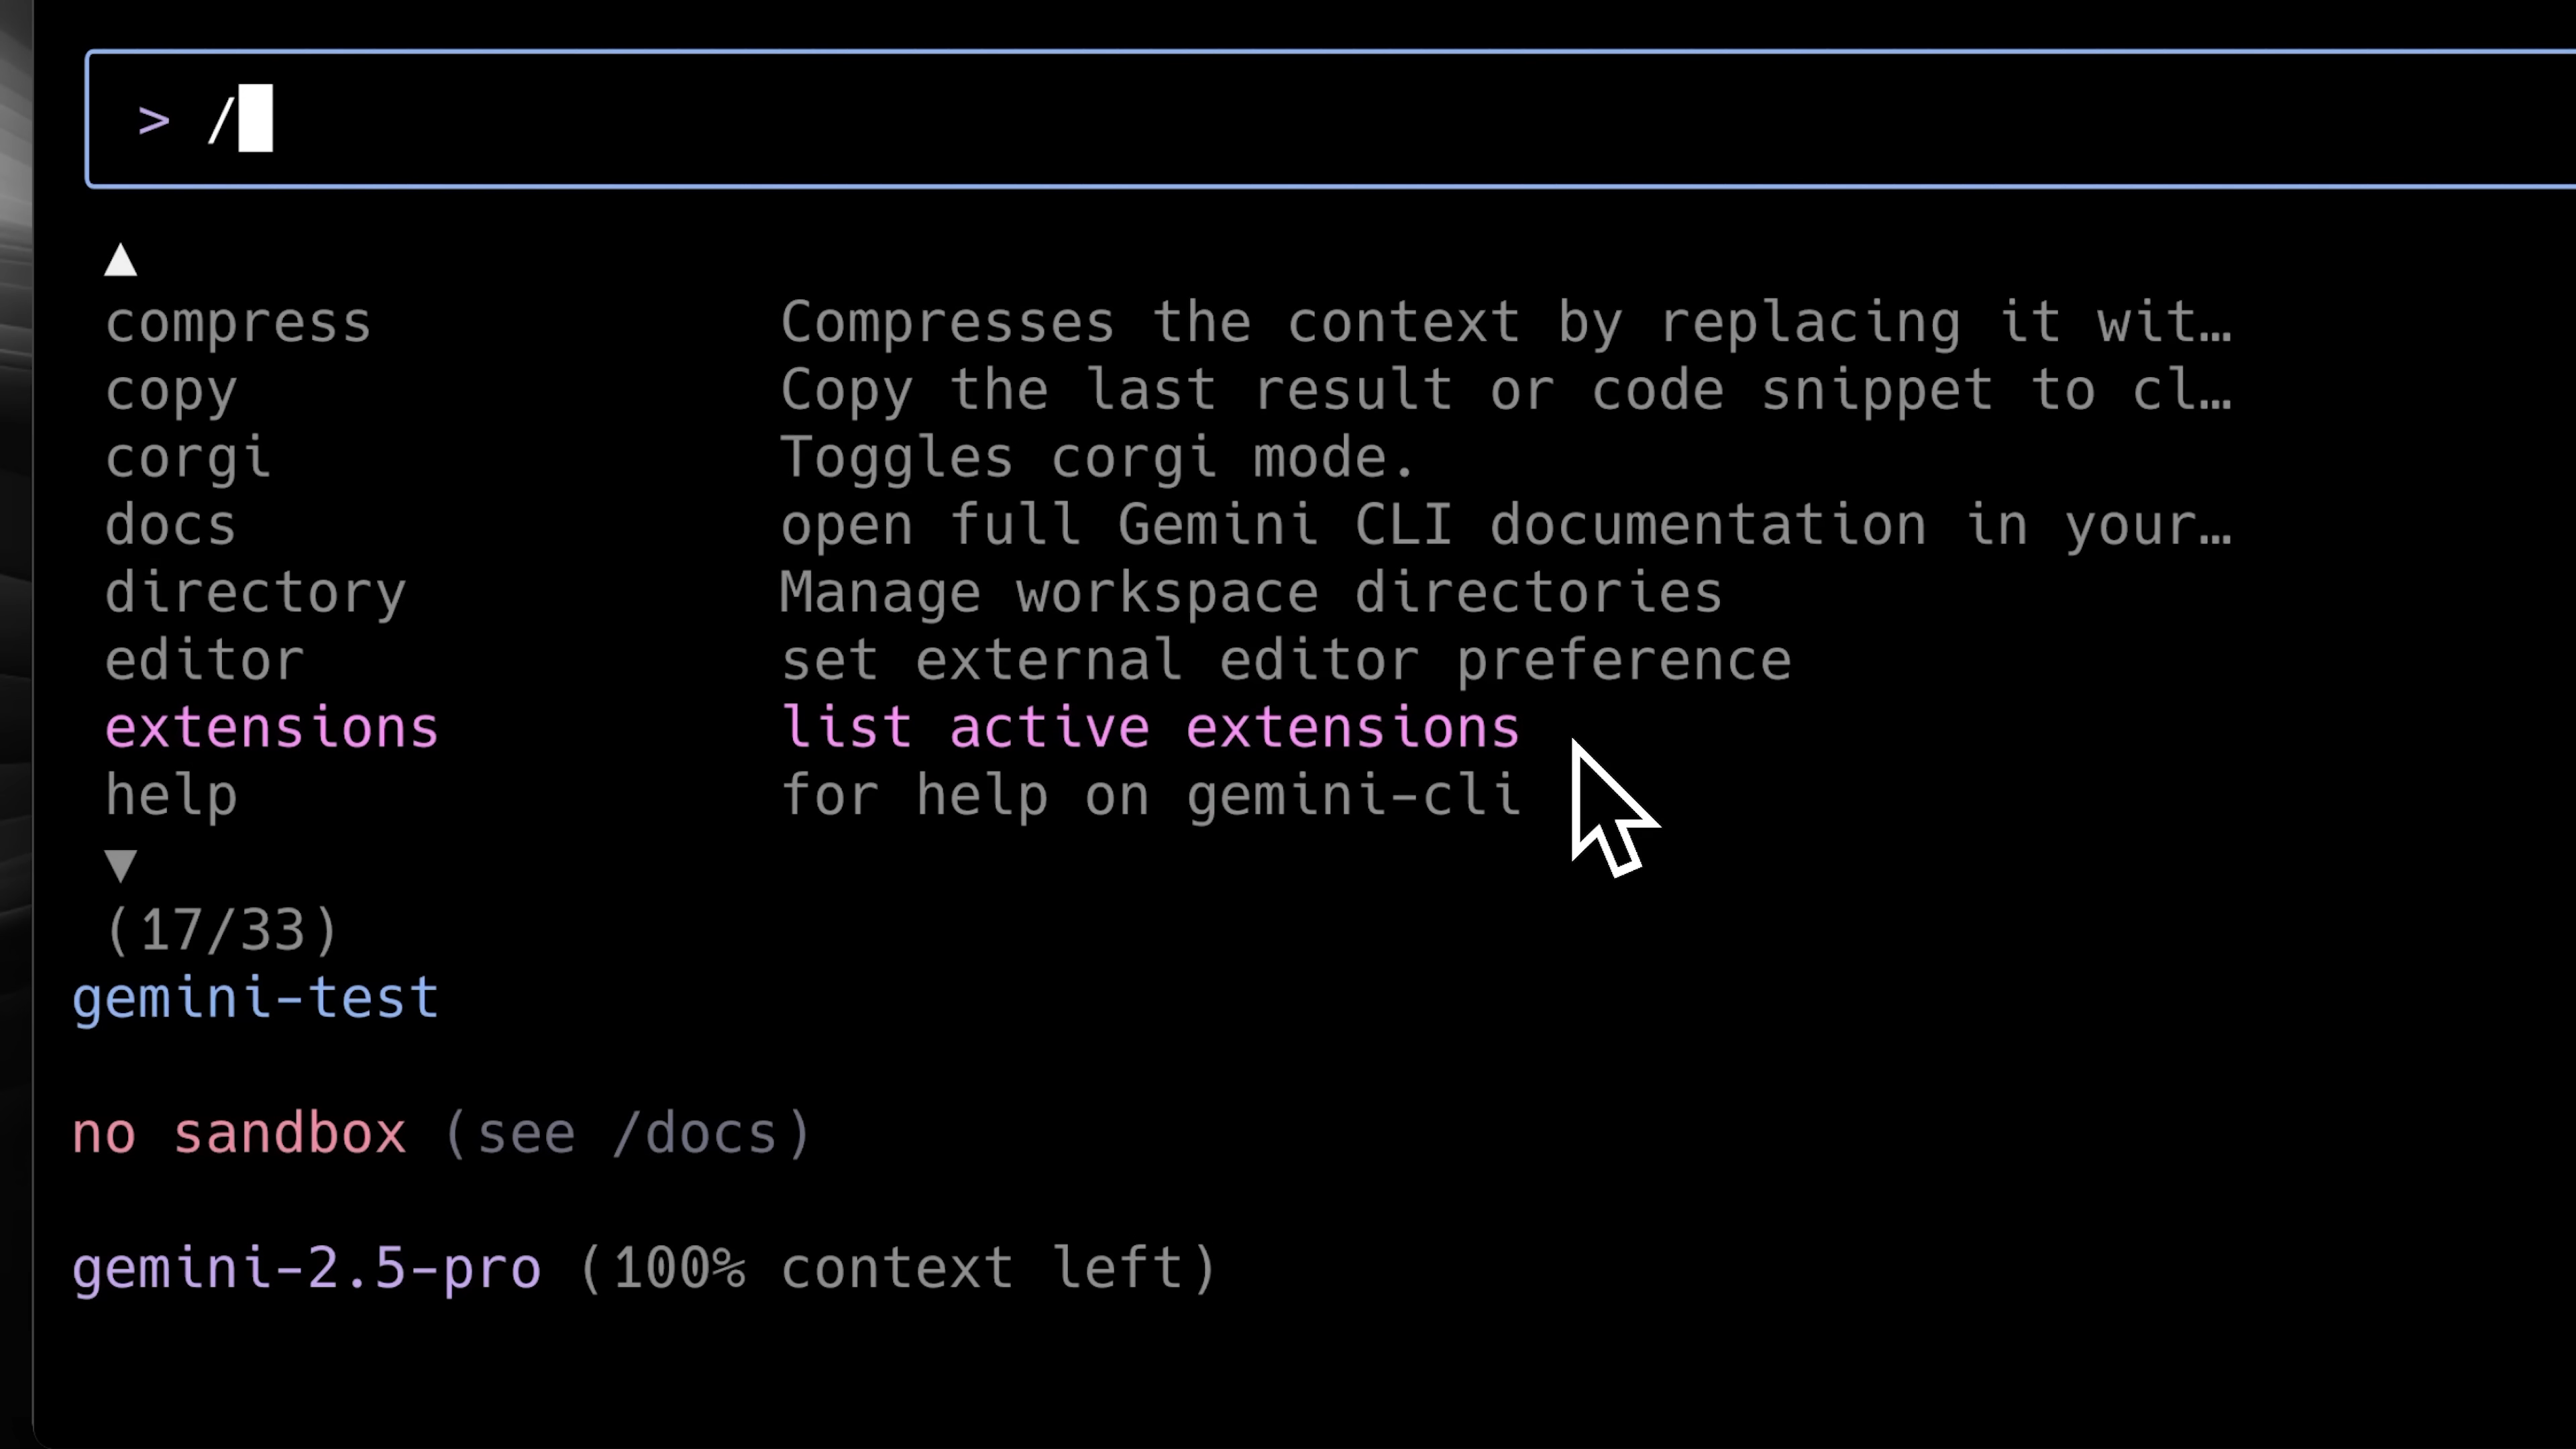 > /
▲
compress Compresses the context by replacing it wit…
copy Copy the last result or code snippet to cl…
corgi Toggles corgi mode.
docs open full Gemini CLI documentation in your…
directory Manage workspace directories
editor set external editor preference
extensions list active extensions
help for help on gemini-cli
▼
(17/33)
gemini-test
no sandbox (see /docs)
gemini-2.5-pro (100% context left)